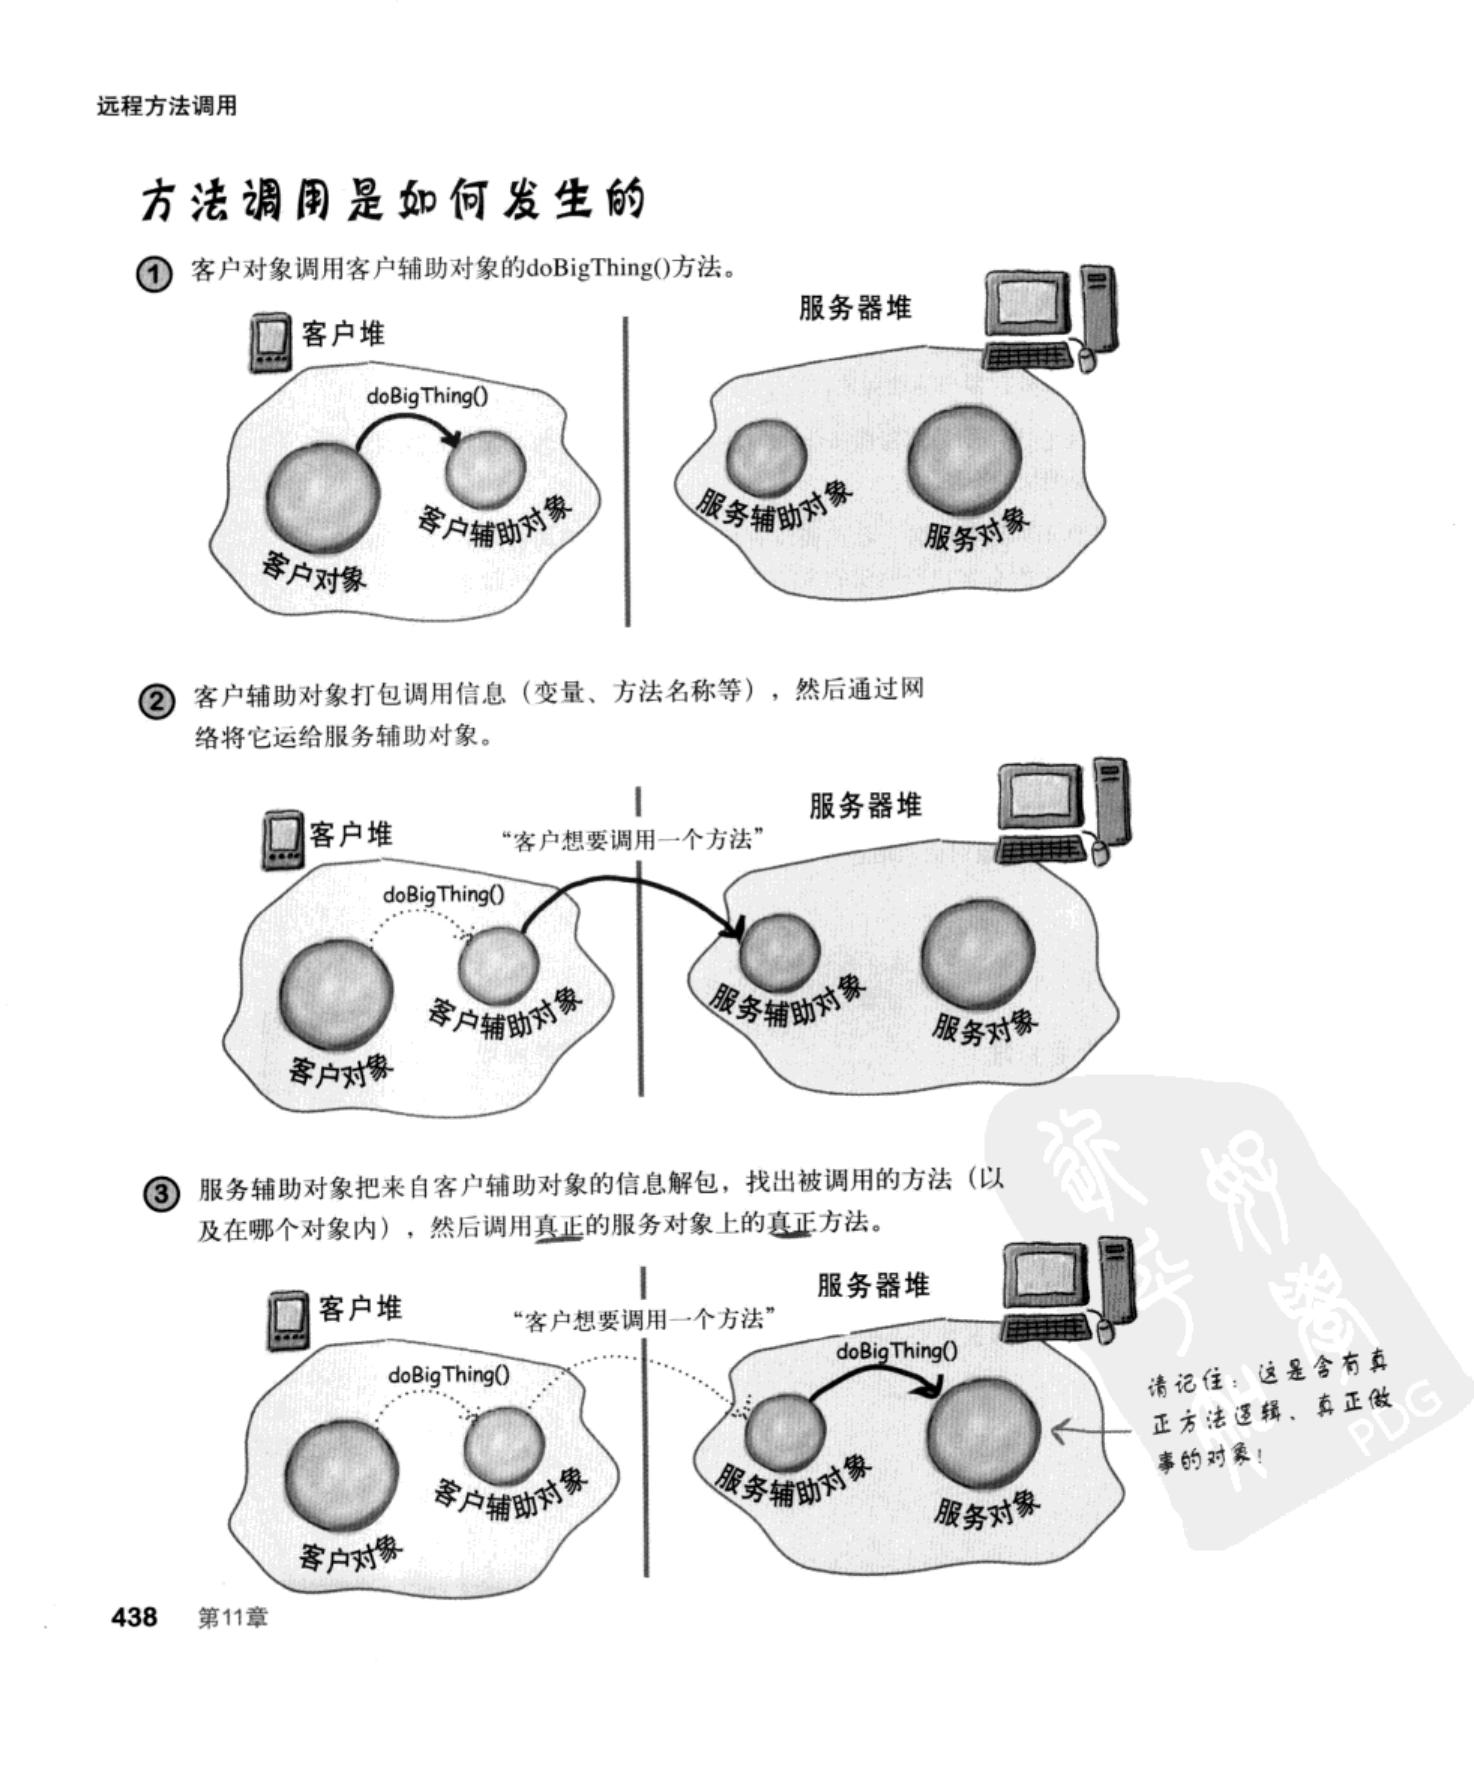 远程方法调用
方法调用是如何发生的
① 客户对象调用客户辅助对象的doBigThing()方法。
客户堆
服务器堆
doBigThing()
客户对象
客户辅助对象
服务辅助对象
服务对象
② 客户辅助对象打包调用信息（变量、方法名称等），然后通过网
络将它运给服务辅助对象。
客户堆
“客户想要调用一个方法”
服务器堆
doBigThing()
客户对象
客户辅助对象
服务辅助对象
服务对象
③ 服务辅助对象把来自客户辅助对象的信息解包，找出被调用的方法（以
及在哪个对象内），然后调用真正的服务对象上的真正方法。
客户堆
“客户想要调用一个方法”
服务器堆
doBigThing()
doBigThing()
客户对象
客户辅助对象
服务辅助对象
服务对象
请记住：这是含有真
正方法逻辑、真正做
事的对象！
PDG
438 第11章